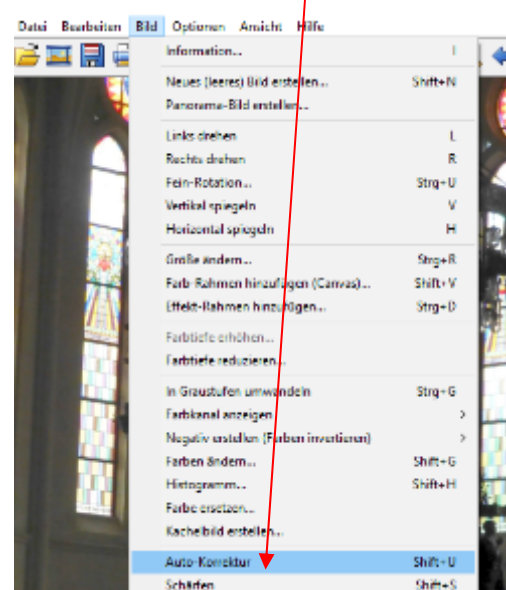 Datei Bearbeiten Bild Optionen Ansicht Hilfe
Information... I
Neues (leeres) Bild erstellen... Shift+N
Panorama-Bild erstellen...
Links drehen L
Rechts drehen R
Fein-Rotation... Strg+U
Vertikal spiegeln V
Horizontal spiegeln H
Größe ändern... Strg+R
Farb-Rahmen hinzufügen (Canvas)... Shift+V
Effekt-Rahmen hinzufügen... Strg+D
Farbtiefe erhöhen...
Farbtiefe reduzieren...
In Graustufen umwandeln Strg+G
Farbkanal anzeigen >
Negativ erstellen (Farben invertieren) >
Farben ändern... Shift+G
Histogramm... Shift+H
Farbe ersetzen...
Kachelbild erstellen...
Auto-Korrektur Shift+U
Schärfen Shift+S